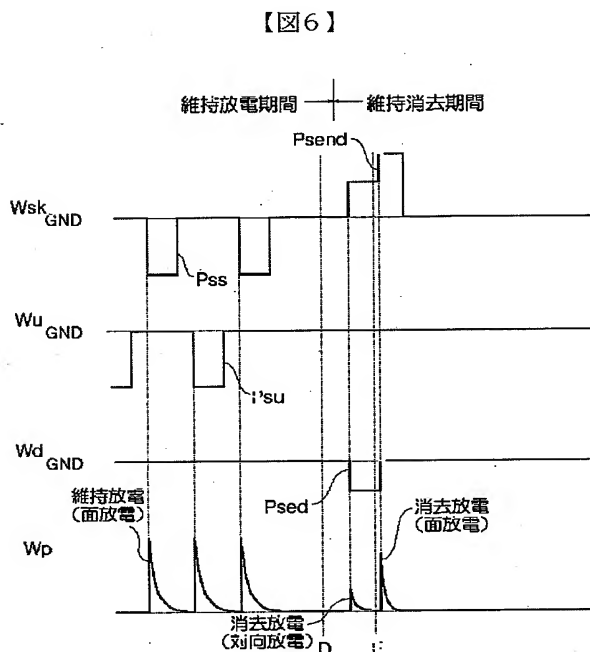 【図6】
維持放電期間 維持消去期間
Psend
Wsk GND
Pss
Wu GND
Wd GND
Psed
維持放電
(面放電)
消去放電
(面放電)
Wp
消去放電
(対向放電)
D